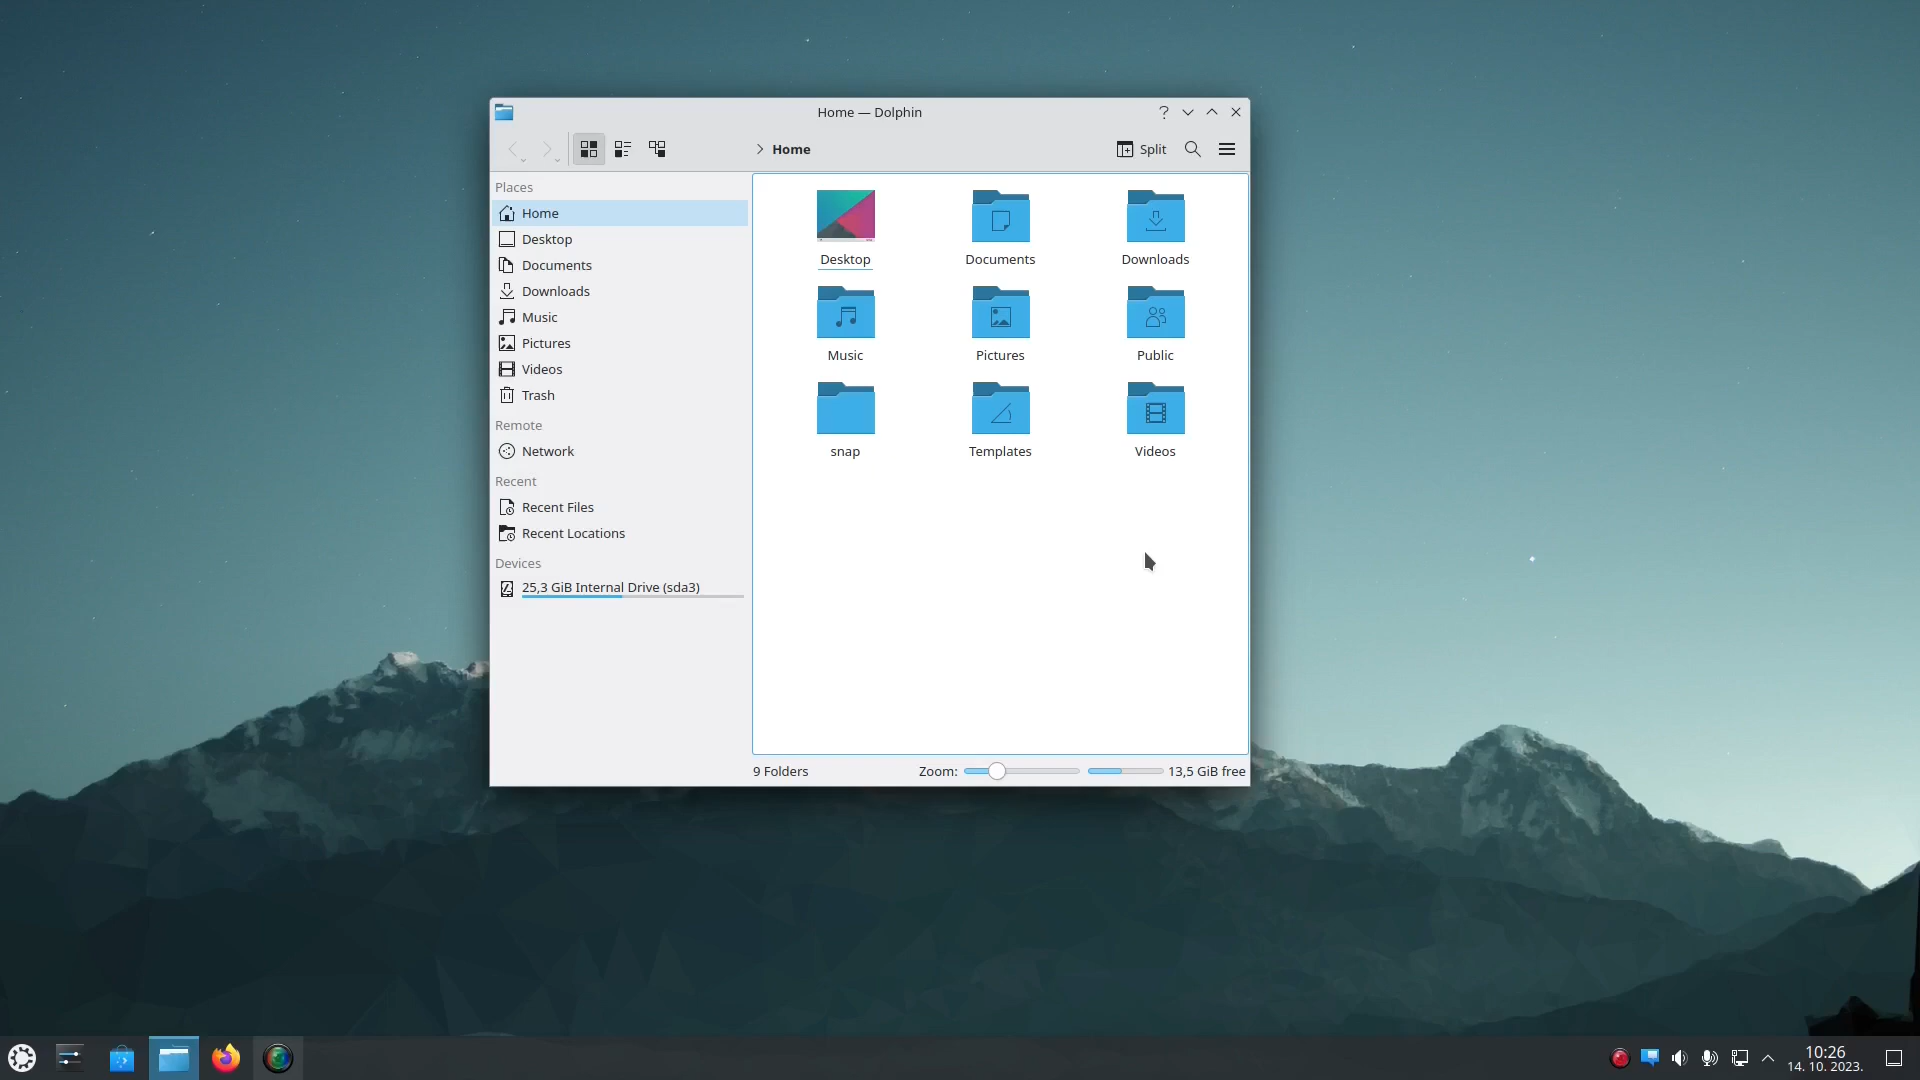 Home — Dolphin
Home
Split
Places
Home
Desktop
Documents
Downloads
Music
Pictures
Videos
Trash
Remote
Network
Recent
Recent Files
Recent Locations
Devices
25,3 GiB Internal Drive (sda3)
Desktop
Documents
Downloads
Music
Pictures
Public
snap
Templates
Videos
9 Folders
Zoom:
13,5 GiB free
10:26
14. 10. 2023.